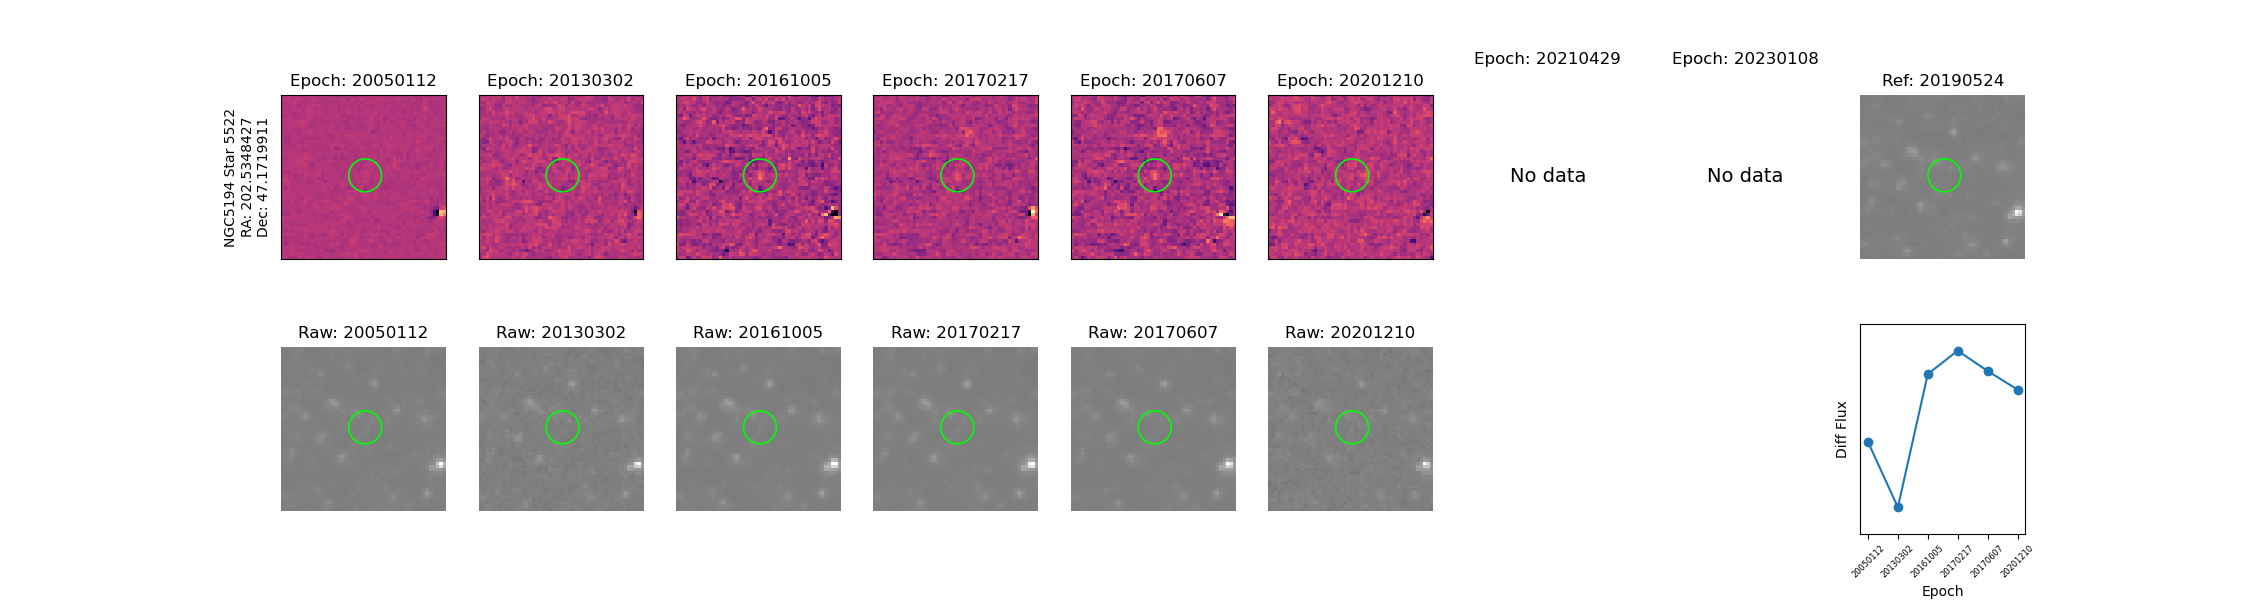 Epoch: 20210429
Epoch: 20230108
Epoch: 20050112
Epoch: 20130302
Epoch: 20161005
Epoch: 20170217
Epoch: 20170607
Epoch: 20201210
Ref: 20190524
NGC5194 Star 5522
RA: 202.5348427
Dec: 47.1719911
No data
No data
Raw: 20050112
Raw: 20130302
Raw: 20161005
Raw: 20170217
Raw: 20170607
Raw: 20201210
Diff Flux
20050112
20130302
20161005
20170217
20170607
20201210
Epoch